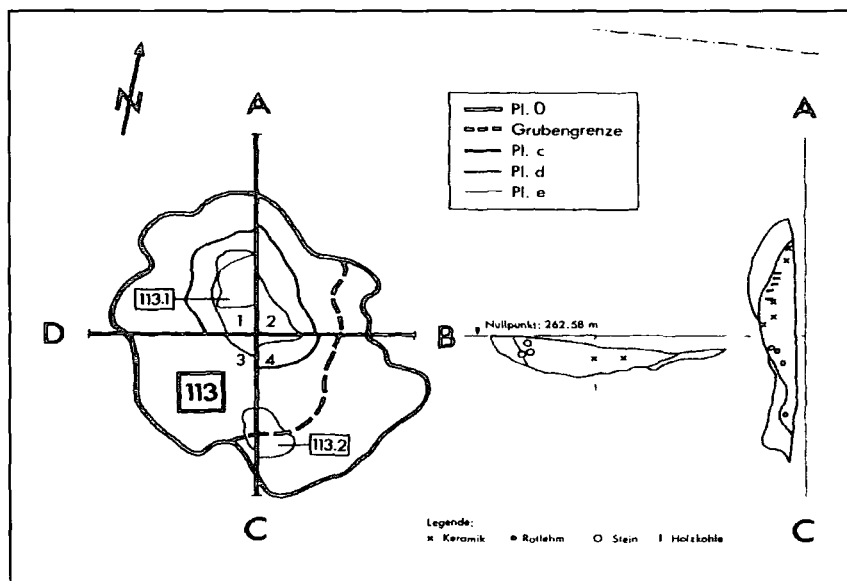 N
A
Pl. 0
Grubengrenze
Pl. c
Pl. d
Pl. e
A
113.1
1 2
D
B
Nullpunkt: 262.58 m
3 4
113
113.2
C
C
Legende:
x Keramik • Rotlehm O Stein I Holzkohle